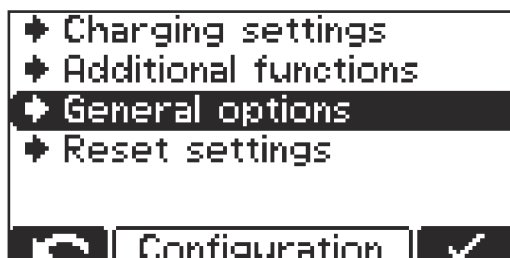 Charging settings
Additional functions
General options
Reset settings
Configuration